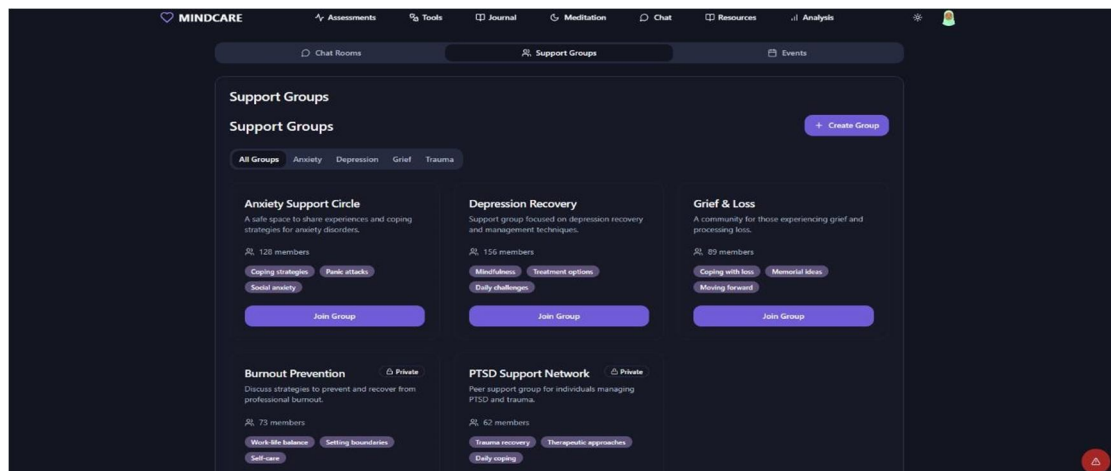 MINDCARE Assessments Tools Journal Meditation Chat Resources Analysis
Chat Rooms Support Groups Events
Support Groups
Support Groups
+ Create Group
All Groups Anxiety Depression Grief Trauma
Anxiety Support Circle
A safe space to share experiences and coping
strategies for anxiety disorders.
128 members
Coping strategies Panic attacks
Social anxiety
Join Group
Depression Recovery
Support group focused on depression recovery
and management techniques.
156 members
Mindfulness Treatment options
Daily challenges
Join Group
Grief & Loss
A community for those experiencing grief and
processing loss.
89 members
Coping with loss Memorial ideas
Moving forward
Join Group
Burnout Prevention Private
Discuss strategies to prevent and recover from
professional burnout.
73 members
Work-life balance Setting boundaries
Self-care
PTSD Support Network Private
Peer support group for individuals managing
PTSD and trauma.
62 members
Trauma recovery Therapeutic approaches
Daily coping